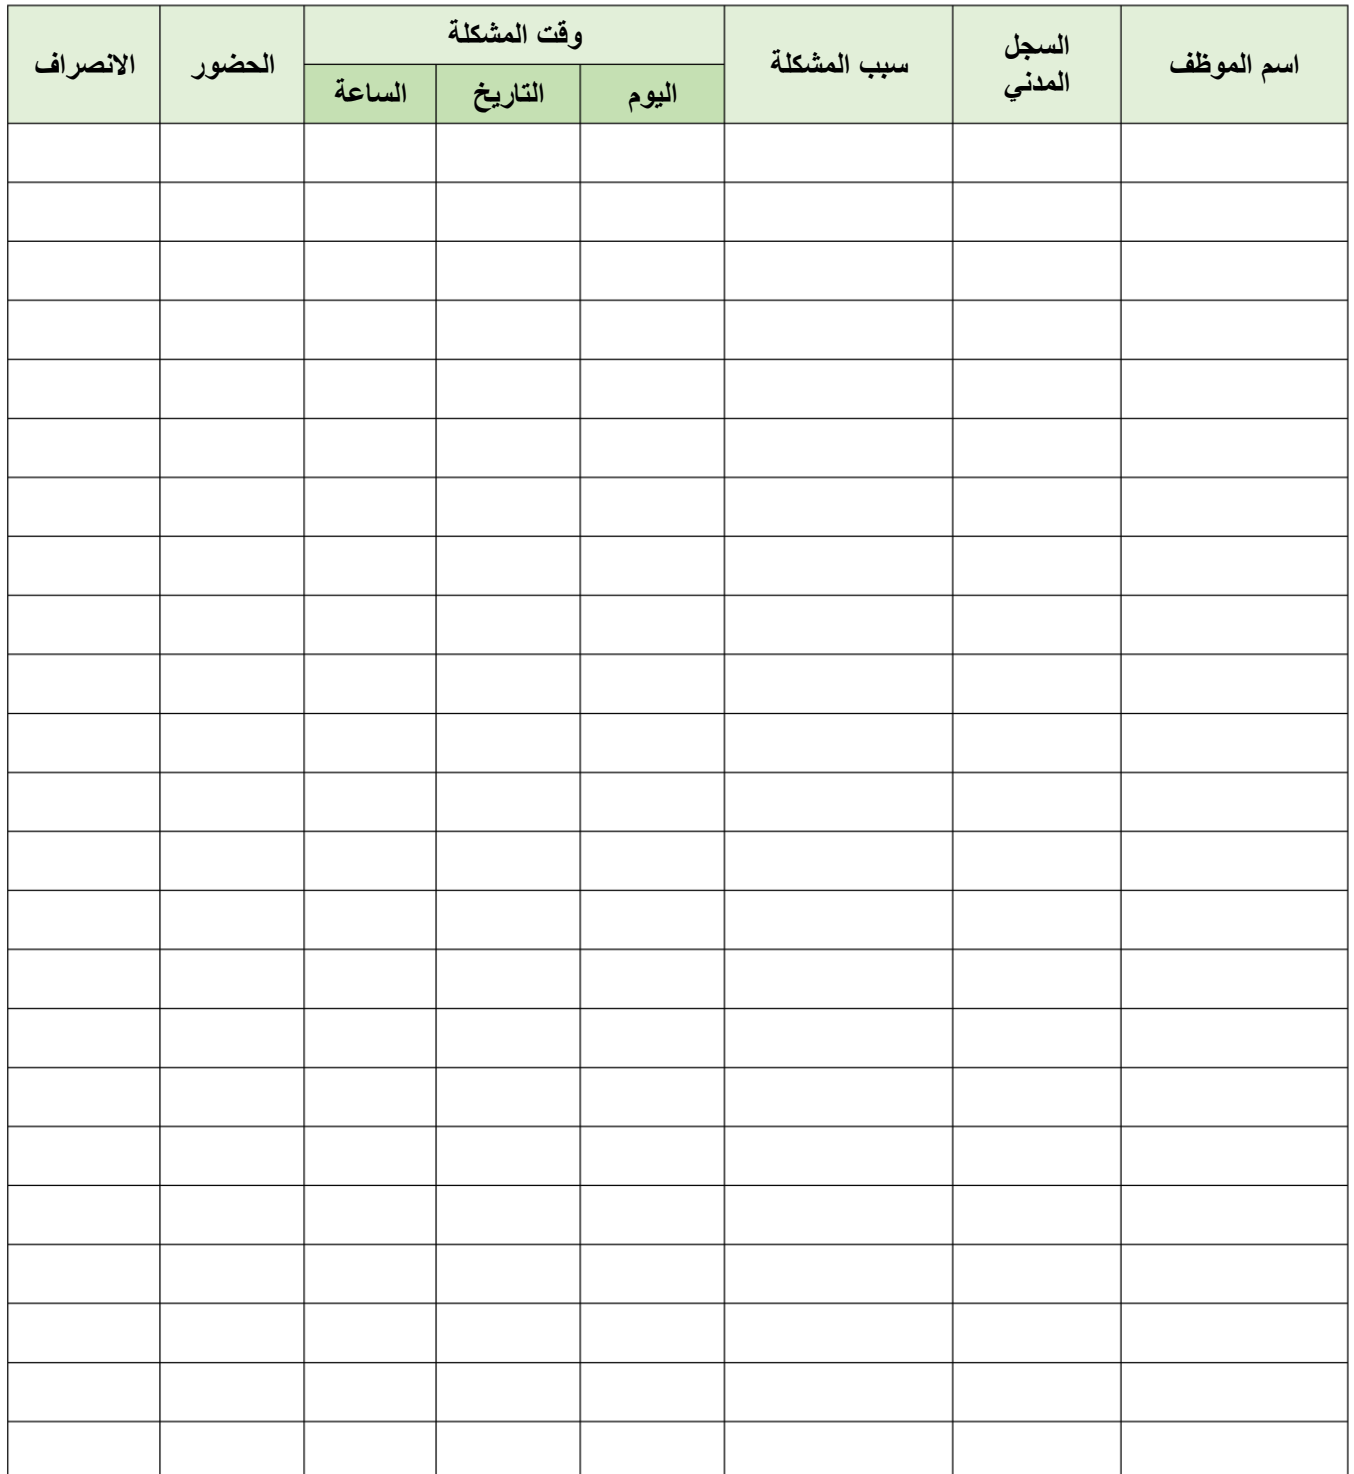 اسم الموظف
السجل
المدني
سبب المشكلة
وقت المشكلة
اليوم
التاريخ
الساعة
الحضور
الانصراف